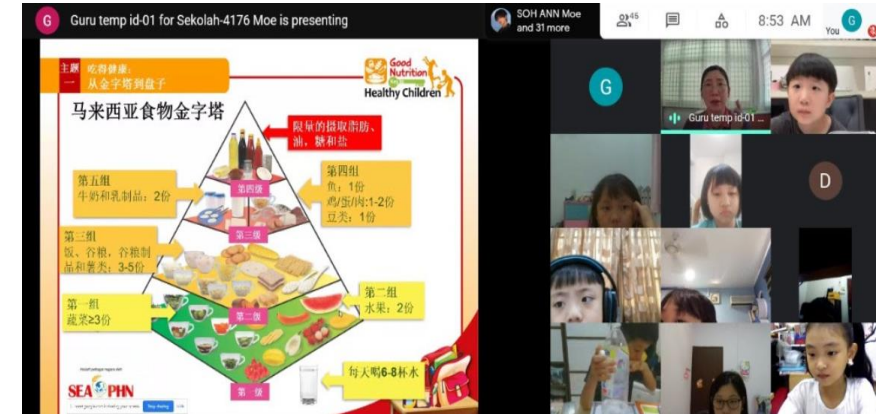 G Guru temp id-01 for Sekolah-4176 Moe is presenting
SOH ANN Moe
and 31 more
45
8:53 AM
You
G
主题
一
吃得健康:
从金字塔到盘子
Good
Nutrition
Healthy Children
马来西亚食物金字塔
限量的摄取脂肪、
油，糖和盐
第四级
第五组
牛奶和乳制品：2份
第四组
鱼：1份
鸡/蛋/肉:1-2份
豆类：1份
第三级
第三组
饭、谷粮，谷粮制
品和薯类：3-5份
第一组
蔬菜≥3份
第二组
水果：2份
第二级
每天喝6-8杯水
第一级
SEA PHN
Stop sharing
Hide
G
Guru temp id-01 ...
D